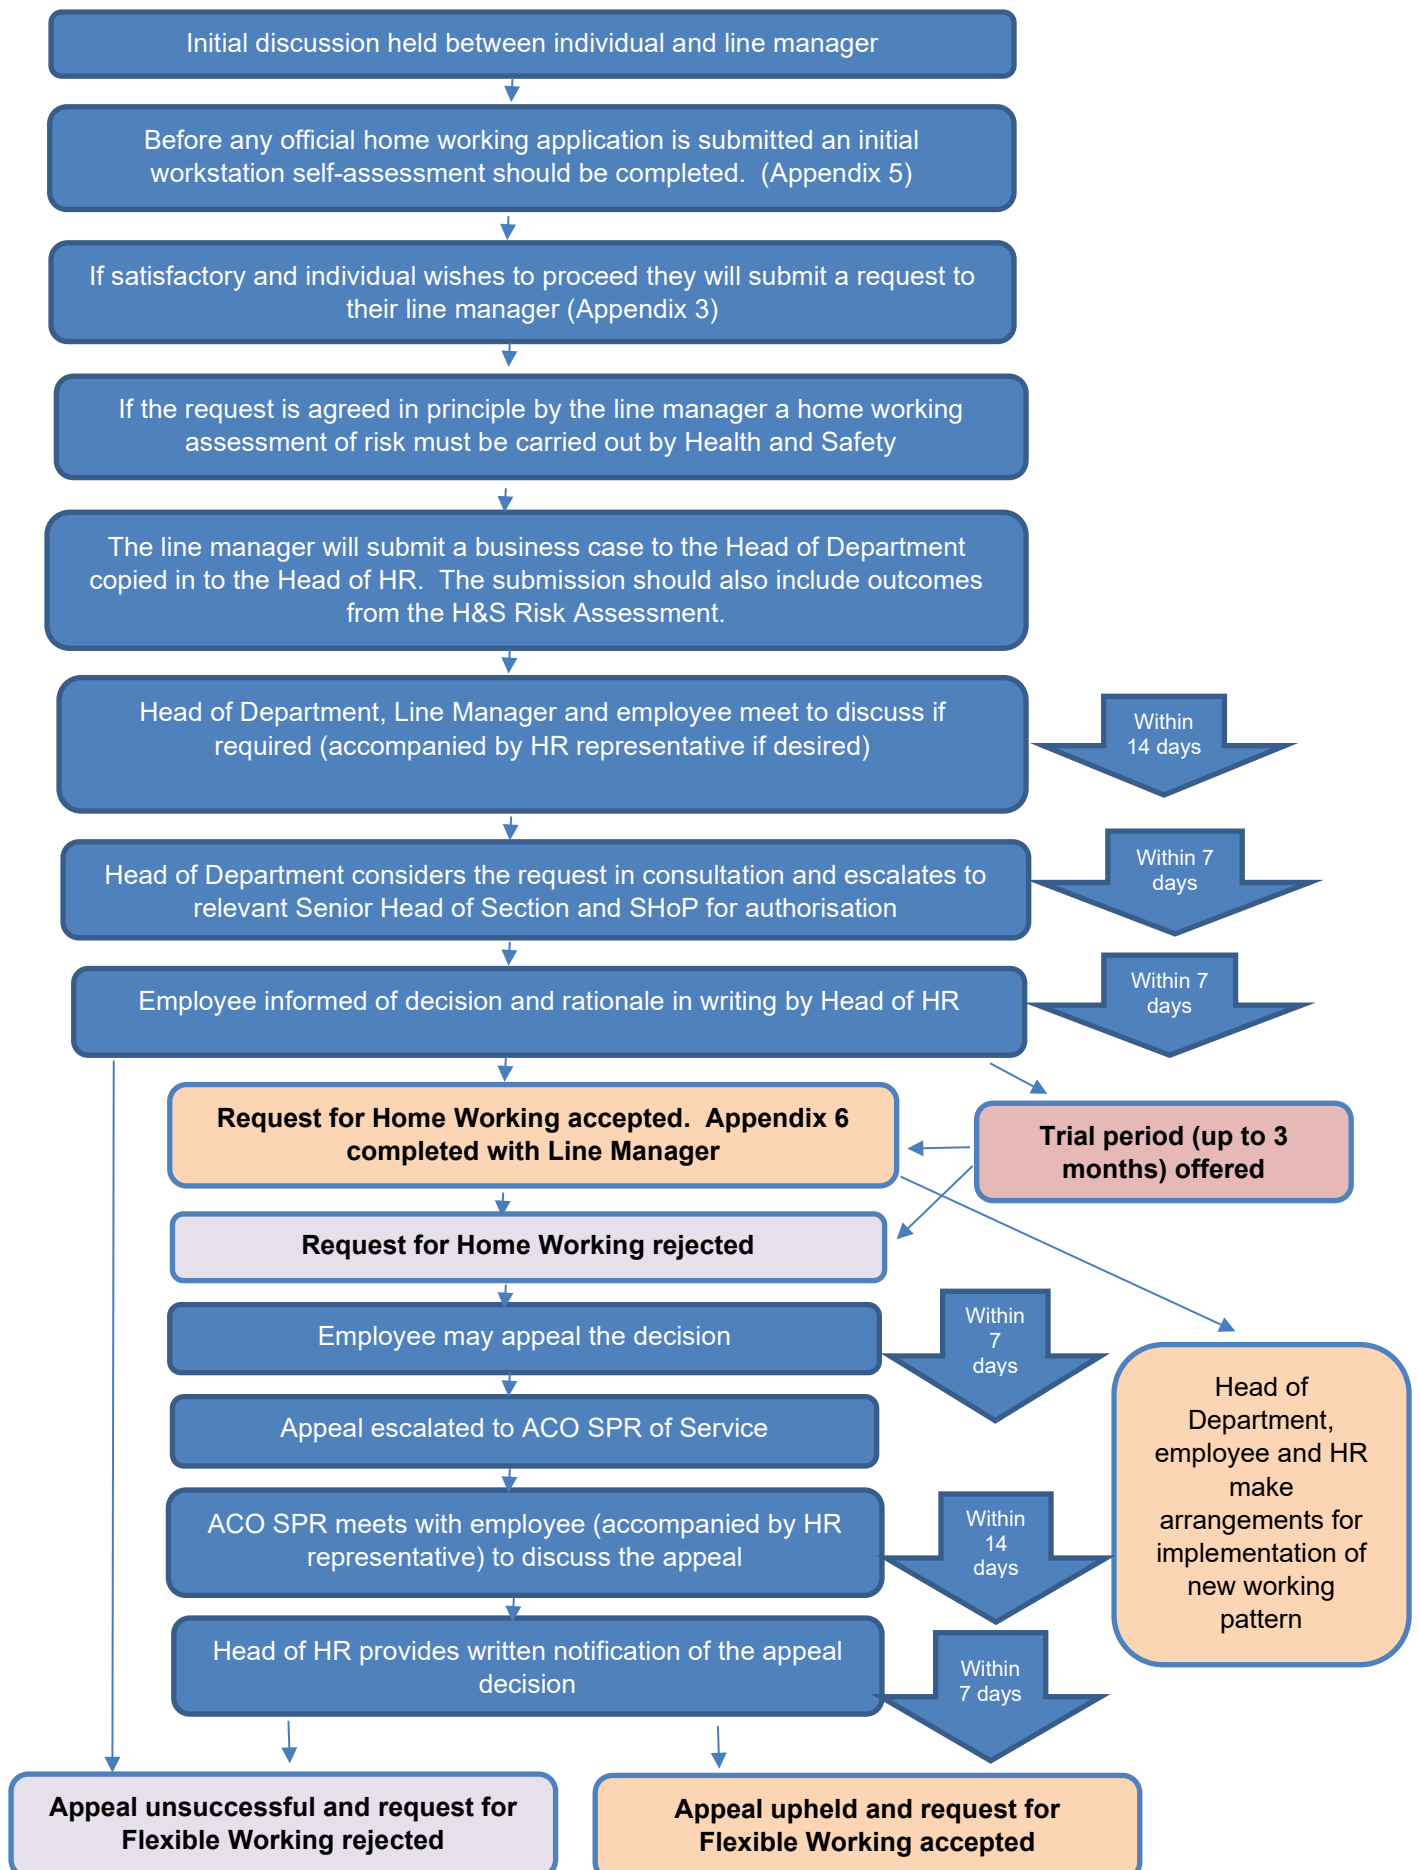 Initial discussion held between individual and line manager
Before any official home working application is submitted an initial
workstation self-assessment should be completed.  (Appendix 5)
If satisfactory and individual wishes to proceed they will submit a request to
their line manager (Appendix 3)
If the request is agreed in principle by the line manager a home working
assessment of risk must be carried out by Health and Safety
The line manager will submit a business case to the Head of Department
copied in to the Head of HR.  The submission should also include outcomes
from the H&S Risk Assessment.
Head of Department, Line Manager and employee meet to discuss if
required (accompanied by HR representative if desired)
Within
14 days
Head of Department considers the request in consultation and escalates to
relevant Senior Head of Section and SHoP for authorisation
Within 7
days
Employee informed of decision and rationale in writing by Head of HR
Within 7
days
Request for Home Working accepted.  Appendix 6
completed with Line Manager
Trial period (up to 3
months) offered
Request for Home Working rejected
Employee may appeal the decision
Within
7
days
Appeal escalated to ACO SPR of Service
Head of
Department,
employee and HR
make
arrangements for
implementation of
new working
pattern
ACO SPR meets with employee (accompanied by HR
representative) to discuss the appeal
Within
14
days
Head of HR provides written notification of the appeal
decision
Within
7 days
Appeal unsuccessful and request for
Flexible Working rejected
Appeal upheld and request for
Flexible Working accepted